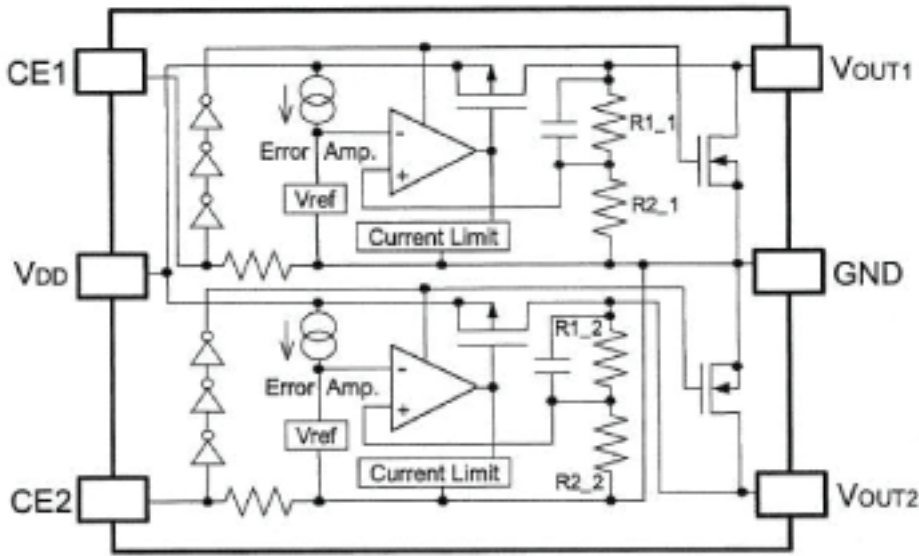 CE1
VOUT1
R1_1
Error Amp.
-
+
Vref
R2_1
Current Limit
VDD
GND
R1_2
Error Amp.
-
+
Vref
Current Limit
R2_2
CE2
VOUT2